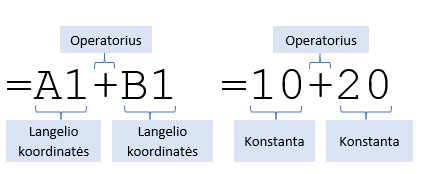 Operatorius Operatorius
=A1+B1 =10+20
Langelio koordinatės Langelio koordinatės Konstanta Konstanta